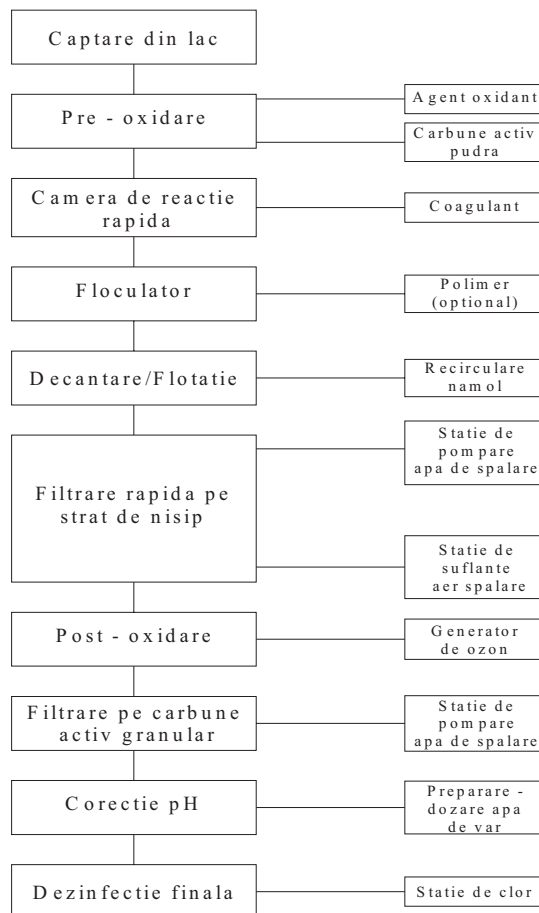 Captare din lac
Pre - oxidare
Agent oxidant
Carbune activ
pudra
Camera de reactie
rapida
Coagulant
Floculator
Polimer
(optional)
Decantare/Flotatie
Recirculare
namol
Filtrare rapida pe
strat de nisip
Statie de
pompare
apa de spalare
Statie de
suflante
aer spalare
Post - oxidare
Generator
de ozon
Filtrare pe carbune
activ granular
Statie de
pompare
apa de spalare
Corectie pH
Preparare -
dozare apa
de var
Dezinfectie finala
Statie de clor